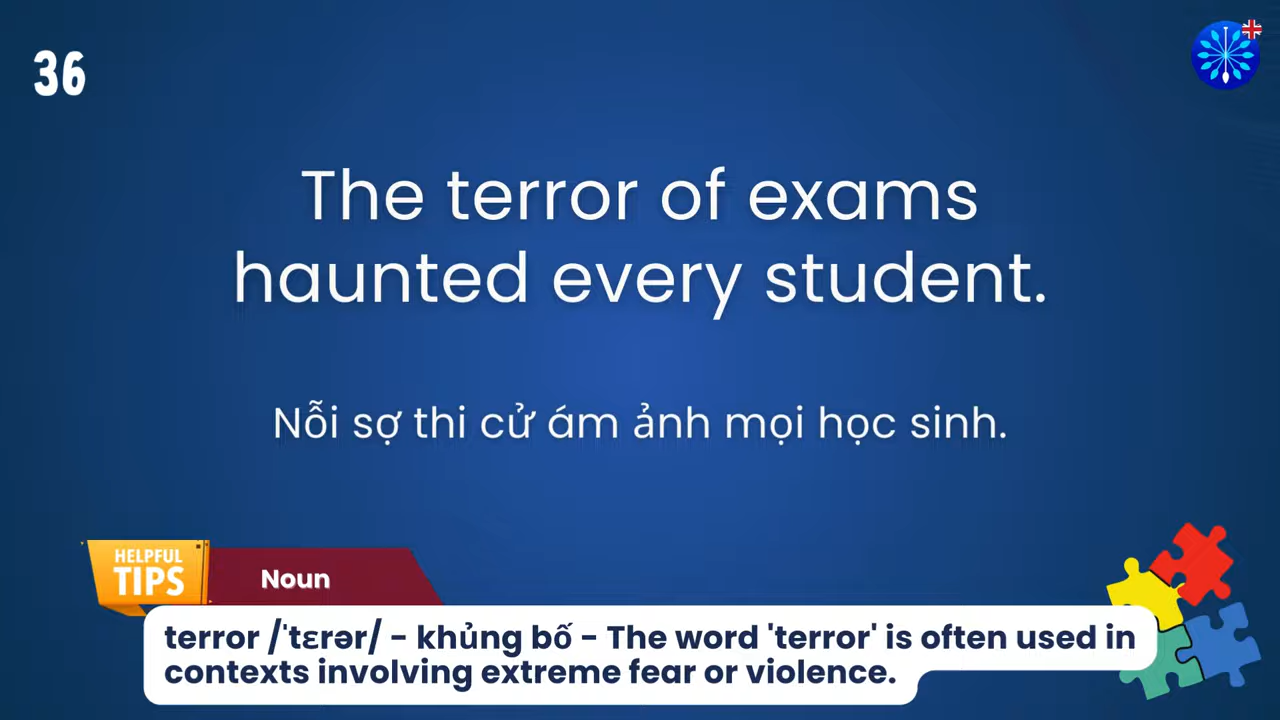 36
The terror of exams
haunted every student.
Nỗi sợ thi cử ám ảnh mọi học sinh.
HELPFUL
TIPS
Noun
terror /ˈtɛrər/ - khủng bố - The word 'terror' is often used in
contexts involving extreme fear or violence.